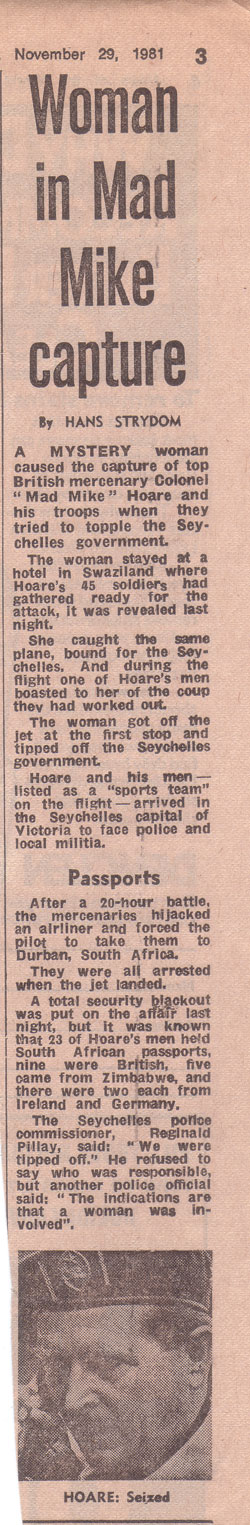 November 29, 1981 3
Woman
in Mad
Mike
capture
By HANS STRYDOM
A MYSTERY woman
caused the capture of top
British mercenary Colonel
"Mad Mike" Hoare and
his troops when they
tried to topple the Sey-
chelles government.
The woman stayed at a
hotel in Swaziland where
Hoare's 45 soldiers had
gathered ready for the
attack, it was revealed last
night.
She caught the same
plane, bound for the Sey-
chelles. And during the
flight one of Hoare's men
boasted to her of the coup
they had worked out.
The woman got off the
jet at the first stop and
tipped off the Seychelles
government.
Hoare and his men —
listed as a "sports team"
on the flight — arrived in
the Seychelles capital of
Victoria to face police and
local militia.
Passports
After a 20-hour battle,
the mercenaries hijacked
an airliner and forced the
pilot to take them to
Durban, South Africa.
They were all arrested
when the jet landed.
A total security blackout
was put on the affair last
night, but it was known
that 23 of Hoare's men held
South African passports,
nine were British, five
came from Zimbabwe, and
there were two each from
Ireland and Germany.
The Seychelles police
commissioner, Reginald
Pillay, said: "We were
tipped off." He refused to
say who was responsible,
but another police official
said: "The indications are
that a woman was in-
volved".
HOARE: Seized